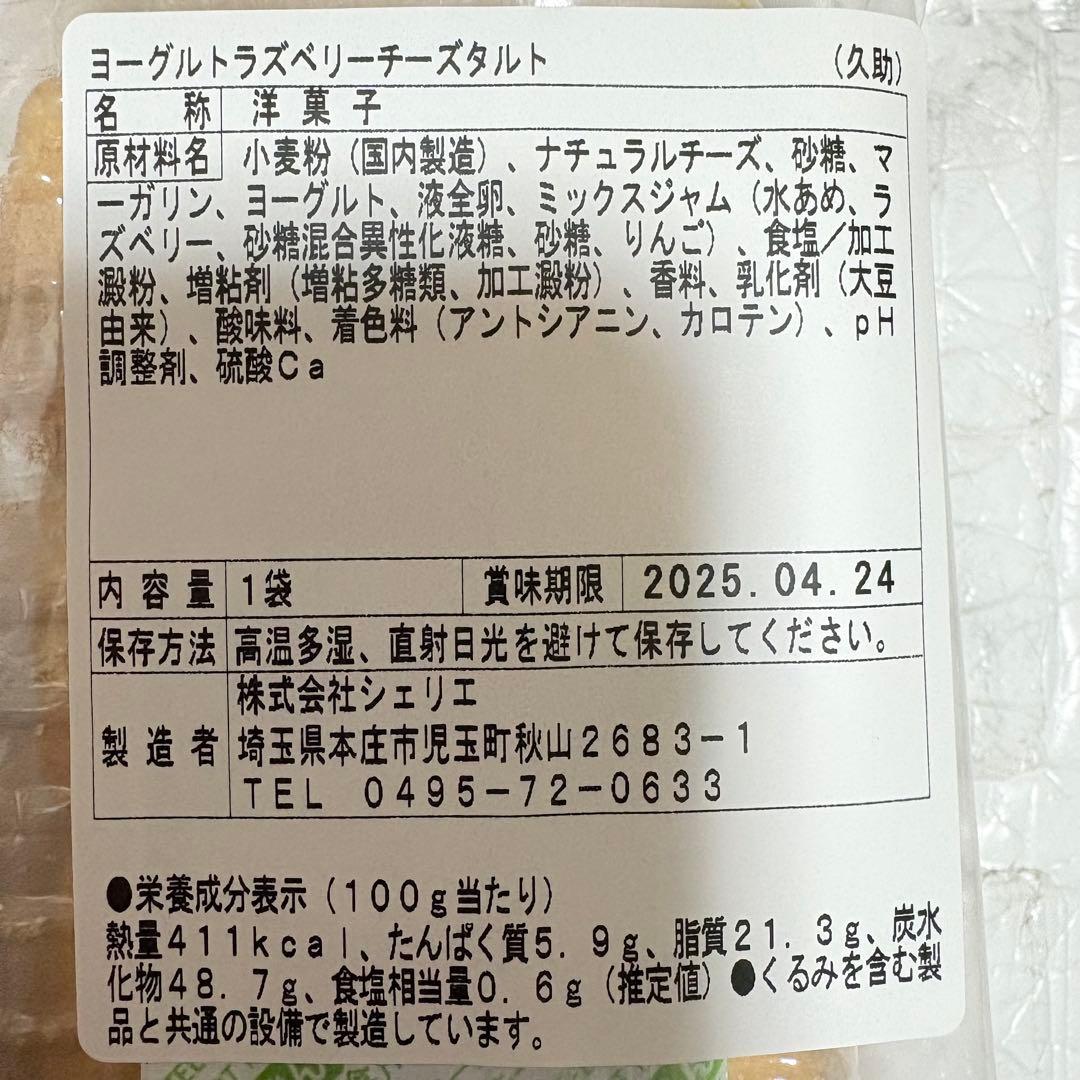 ヨーグルトラズベリーチーズタルト (久助)
名称 洋菓子
原材料名 小麦粉（国内製造）、ナチュラルチーズ、砂糖、マ
ーガリン、ヨーグルト、液全卵、ミックスジャム（水あめ、ラ
ズベリー、砂糖混合異性化液糖、砂糖、りんご）、食塩／加工
澱粉、増粘剤（増粘多糖類、加工澱粉）、香料、乳化剤（大豆
由来）、酸味料、着色料（アントシアニン、カロテン）、ｐＨ
調整剤、硫酸Ｃａ
内容量 1袋 賞味期限 2025.04.24
保存方法 高温多湿、直射日光を避けて保存してください。
製造者 株式会社シェリエ
埼玉県本庄市児玉町秋山２６８３−１
ＴＥＬ ０４９５−７２−０６３３
●栄養成分表示（１００ｇ当たり）
熱量４１１ｋｃａｌ、たんぱく質５．９ｇ、脂質２１．３ｇ、炭水
化物４８．７ｇ、食塩相当量０．６ｇ（推定値）●くるみを含む製
品と共通の設備で製造しています。